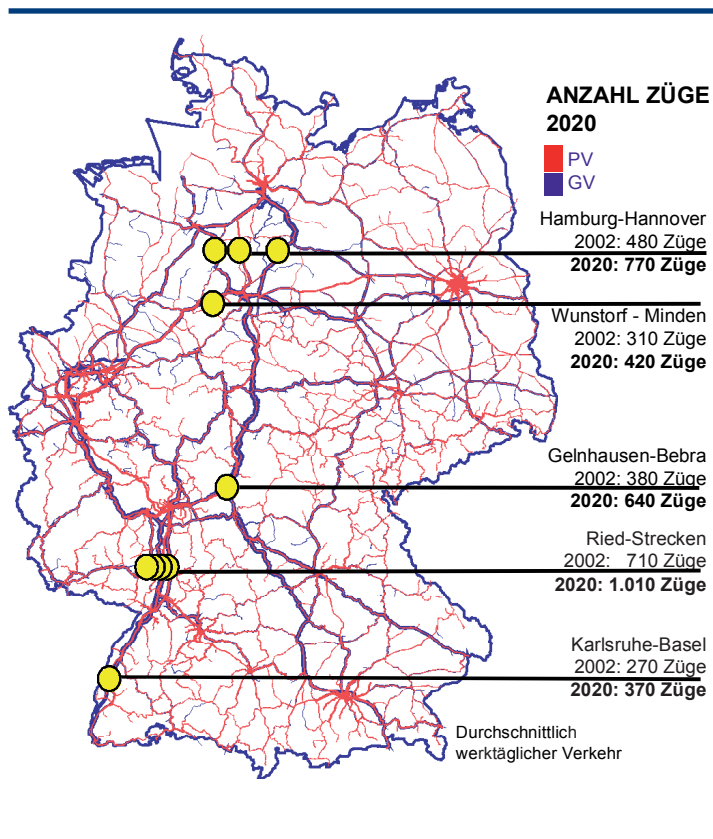 ANZAHL ZÜGE
2020
PV
GV
Hamburg-Hannover
2002: 480 Züge
2020: 770 Züge
Wunstorf - Minden
2002: 310 Züge
2020: 420 Züge
Gelnhausen-Bebra
2002: 380 Züge
2020: 640 Züge
Ried-Strecken
2002: 710 Züge
2020: 1.010 Züge
Karlsruhe-Basel
2002: 270 Züge
2020: 370 Züge
Durchschnittlich
werktäglicher Verkehr